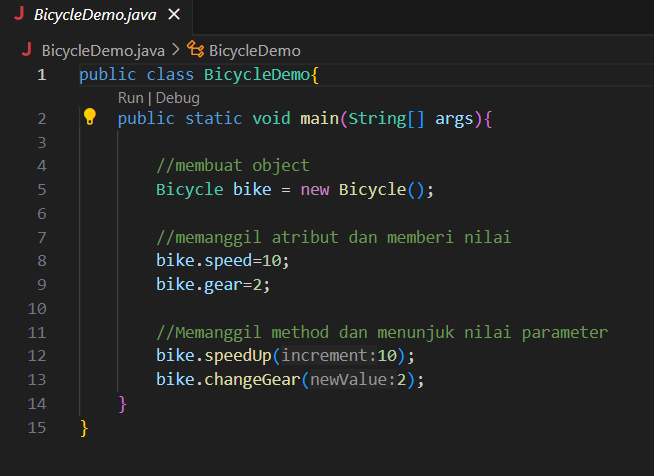 J BicycleDemo.java ×
J BicycleDemo.java > BicycleDemo
1 public class BicycleDemo{
Run | Debug
2 public static void main(String[] args){
3
4 //membuat object
5 Bicycle bike = new Bicycle();
6
7 //memanggil atribut dan memberi nilai
8 bike.speed=10;
9 bike.gear=2;
10
11 //Memanggil method dan menunjuk nilai parameter
12 bike.speedUp(increment:10);
13 bike.changeGear(newValue:2);
14 }
15 }